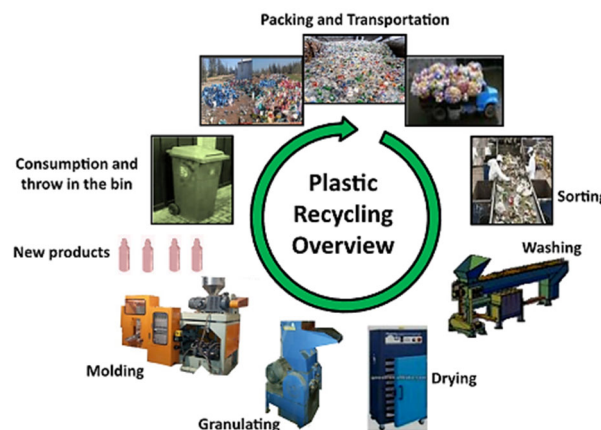 Packing and Transportation
Consumption and
throw in the bin
Plastic
Recycling
Overview
Sorting
New products
Washing
Molding
Drying
Granulating